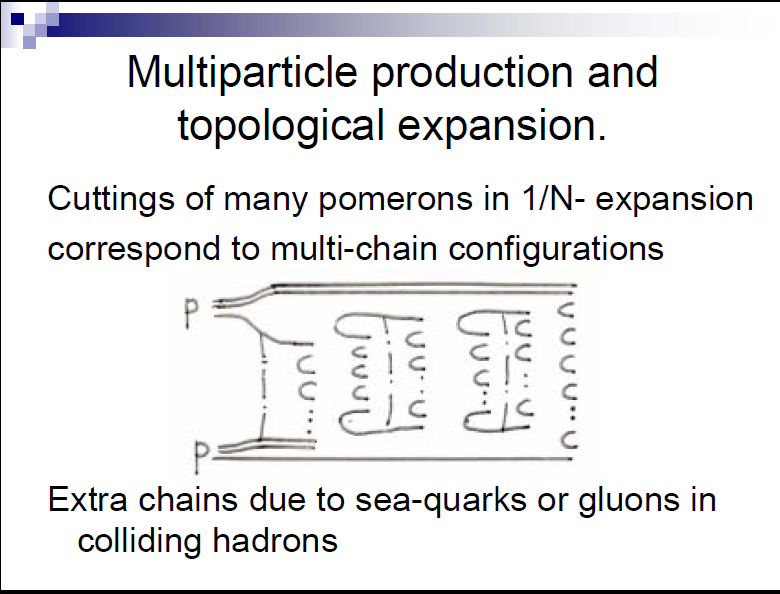 Multiparticle production and
topological expansion.
Cuttings of many pomerons in 1/N- expansion
correspond to multi-chain configurations
P
P
Extra chains due to sea-quarks or gluons in
colliding hadrons